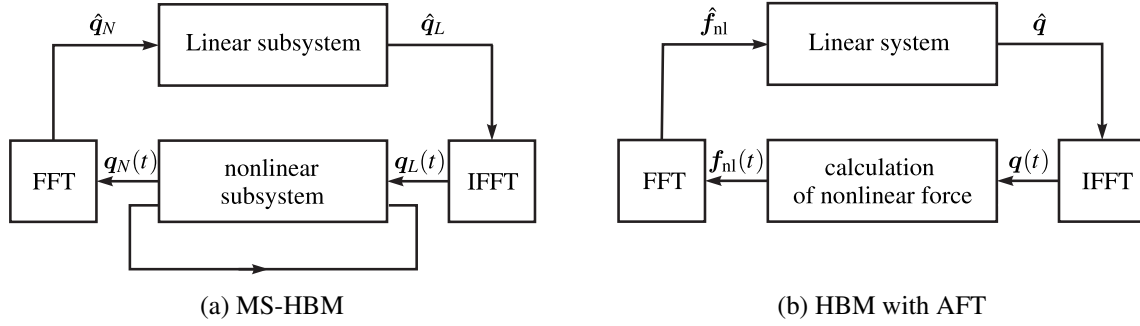 q̂_N
Linear subsystem
q̂_L
FFT
q_N(t)
nonlinear
subsystem
q_L(t)
IFFT
(a) MS-HBM
f̂_nl
Linear system
q̂
FFT
f_nl(t)
calculation
of nonlinear force
q(t)
IFFT
(b) HBM with AFT